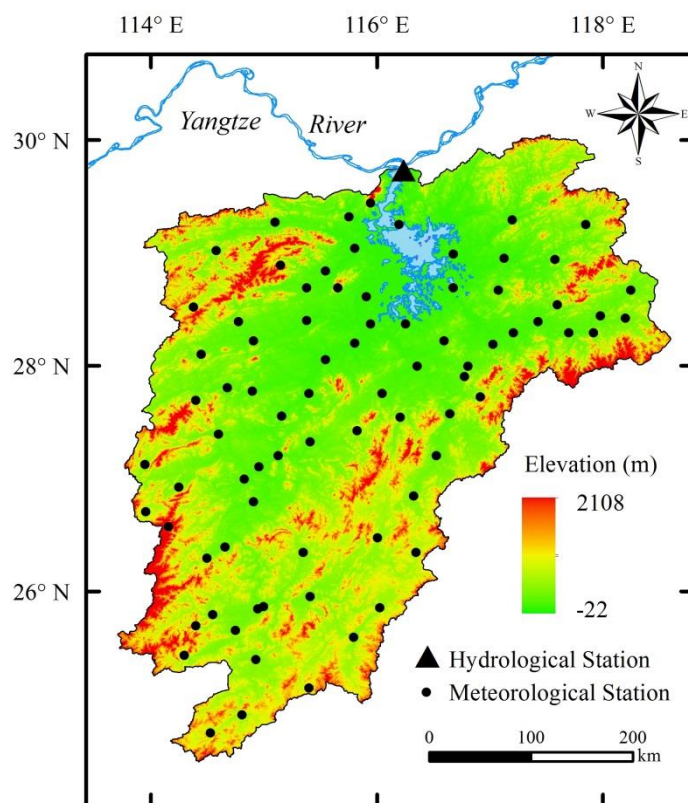 114° E 116° E 118° E
N
W E
S
Yangtze River
30° N
28° N
26° N
Elevation (m)
2108
-22
Hydrological Station
Meteorological Station
0 100 200
km